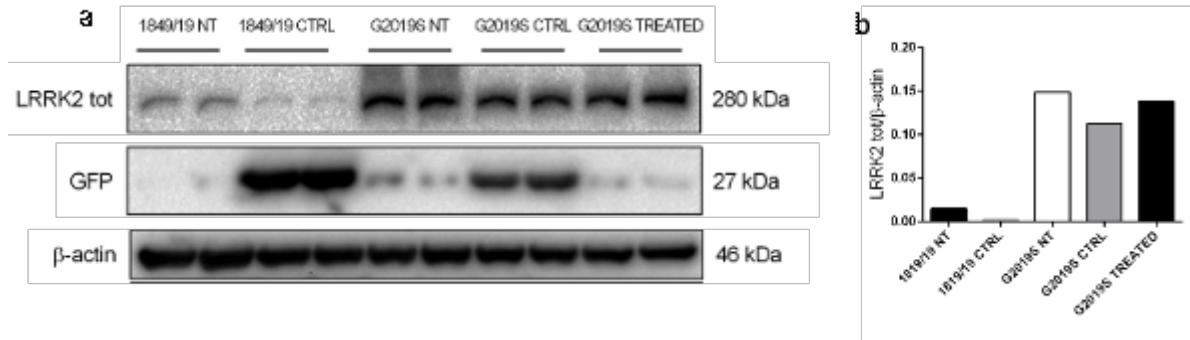 a
1849/19 NT 1849/19 CTRL G2019S NT G2019S CTRL G2019S TREATED
LRRK2 tot 280 kDa
GFP 27 kDa
β-actin 46 kDa
b
LRRK2 tot/β-actin
0.20
0.15
0.10
0.05
0.00
1819/19 NT
1819/19 CTRL
G2019S NT
G2019S CTRL
G2019S TREATED